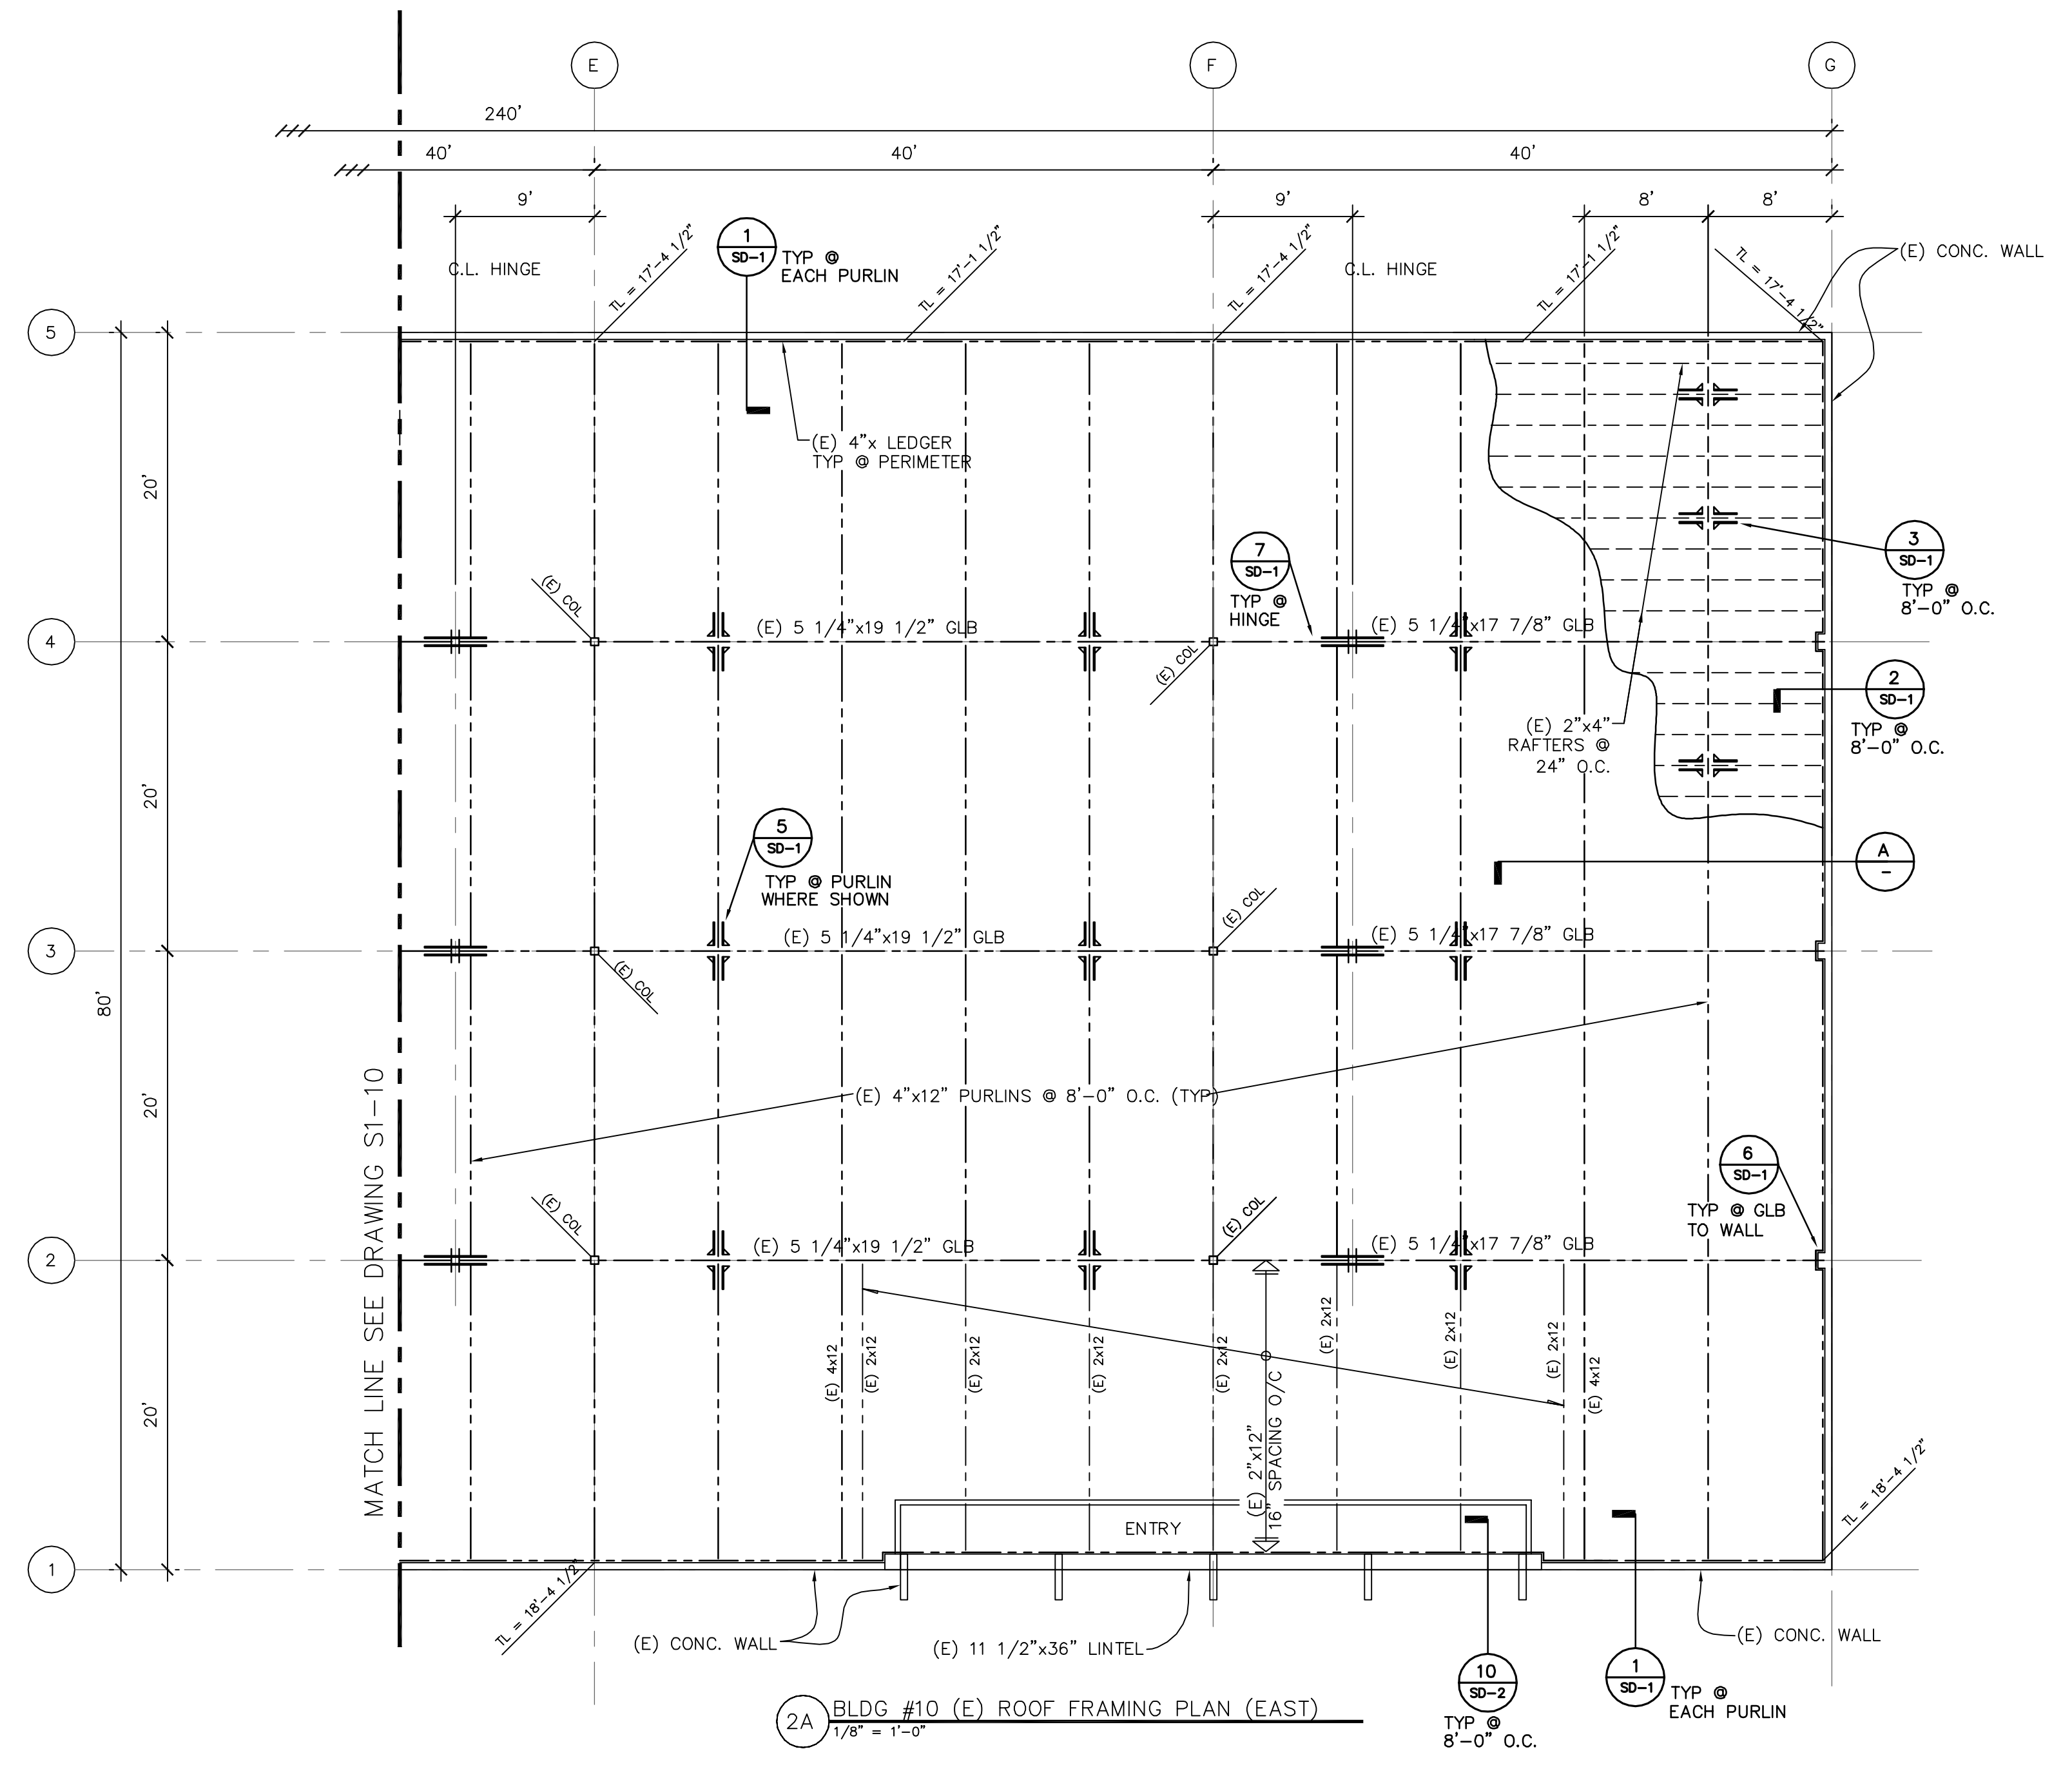 E
F
G
240'
40'
40'
40'
9'
9'
8'
8'
C.L. HINGE
C.L. HINGE
TL = 17'-4 1/2"
TL = 17'-1 1/2"
TL = 17'-4 1/2"
TL = 17'-1 1/2"
TL = 17'-4 1/2"
1
SD-1
TYP @
EACH PURLIN
(E) CONC. WALL
5
(E) 4"x LEDGER
TYP @ PERIMETER
20'
3
SD-1
TYP @
8'-0" O.C.
7
SD-1
TYP @
HINGE
(E) COL
(E) 5 1/4"x19 1/2" GLB
(E) 5 1/4"x17 7/8" GLB
4
(E) COL
2
SD-1
TYP @
8'-0" O.C.
(E) 2"x4"
RAFTERS @
24" O.C.
20'
5
SD-1
TYP @ PURLIN
WHERE SHOWN
A
-
(E) COL
(E) 5 1/4"x19 1/2" GLB
(E) 5 1/4"x17 7/8" GLB
3
(E) COL
80'
20'
(E) 4"x12" PURLINS @ 8'-0" O.C. (TYP)
MATCH LINE SEE DRAWING S1-10
6
SD-1
TYP @ GLB
TO WALL
(E) COL
(E) COL
(E) 5 1/4"x19 1/2" GLB
(E) 5 1/4"x17 7/8" GLB
2
20'
(E) 4x12
(E) 2x12
(E) 2x12
(E) 2x12
(E) 2x12
(E) 2x12
(E) 2x12
(E) 2x12
(E) 4x12
(E) 2"x12"
16" SPACING O/C
ENTRY
TL = 18'-4 1/2"
1
TL = 18'-4 1/2"
(E) CONC. WALL
(E) 11 1/2"x36" LINTEL
(E) CONC. WALL
10
SD-2
TYP @
8'-0" O.C.
1
SD-1
TYP @
EACH PURLIN
2A
BLDG #10 (E) ROOF FRAMING PLAN (EAST)
1/8" = 1'-0"